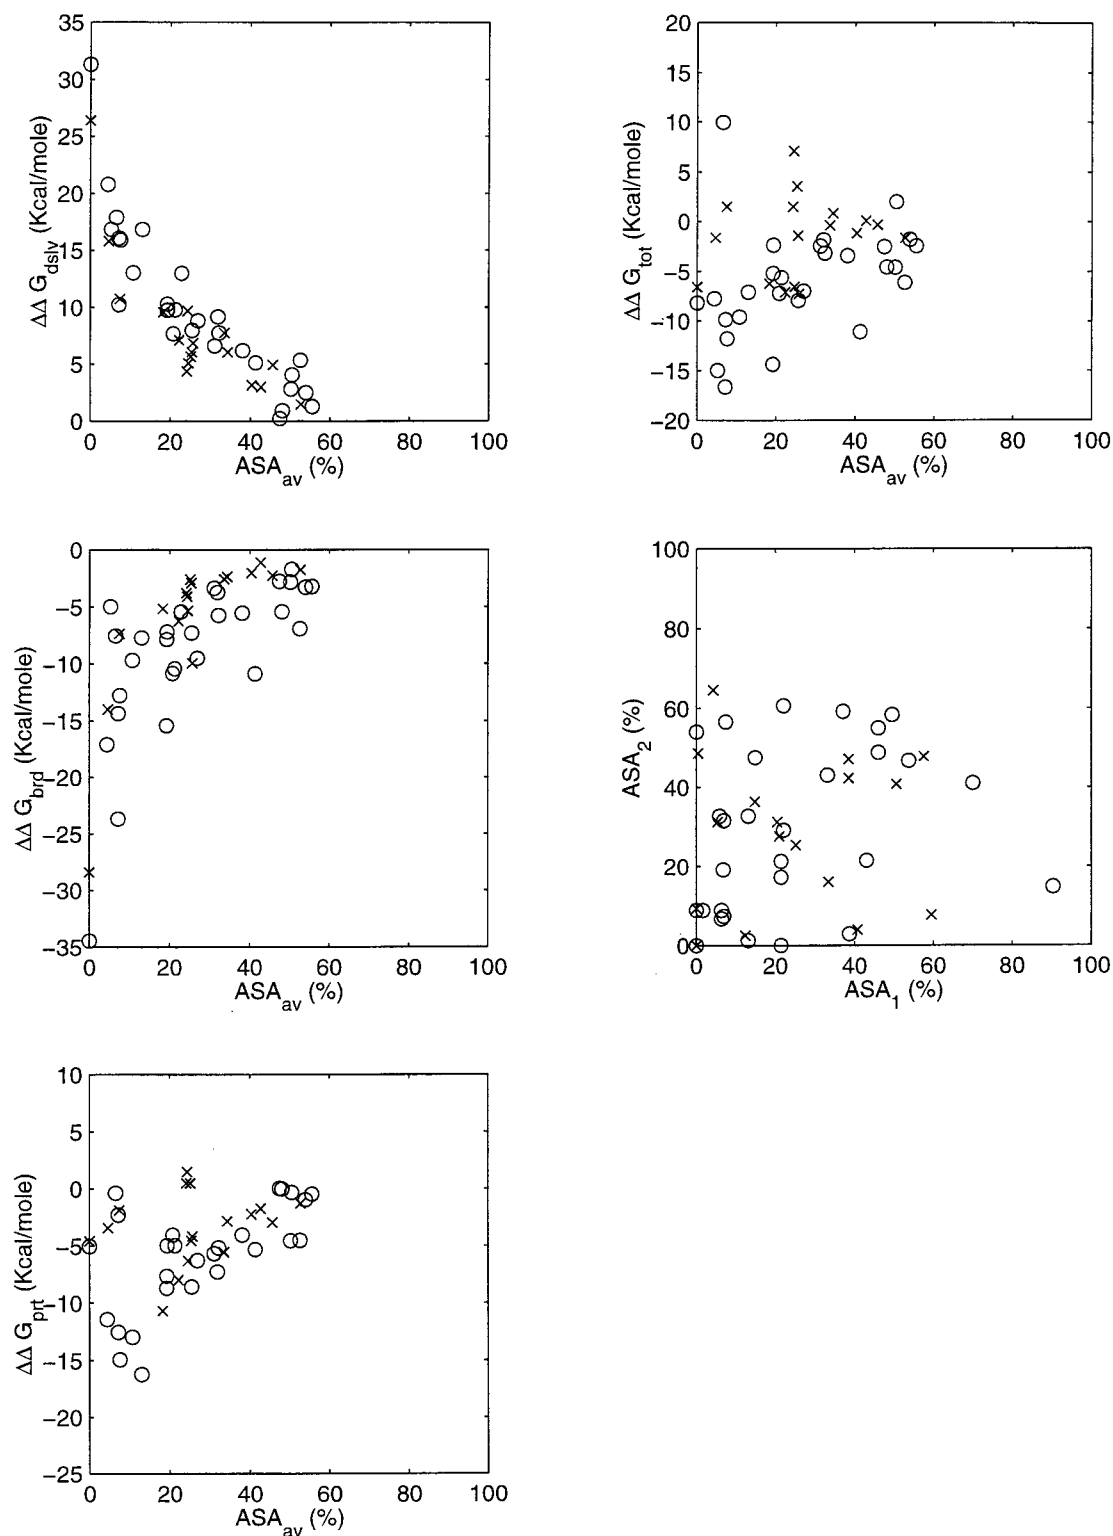 35
30
25
20
15
10
5
0
0 20 40 60 80 100
ΔΔ G_dslv (Kcal/mole)
ASA_av (%)
20
15
10
5
0
−5
−10
−15
−20
0 20 40 60 80 100
ΔΔ G_tot (Kcal/mole)
ASA_av (%)
0
−5
−10
−15
−20
−25
−30
−35
0 20 40 60 80 100
ΔΔ G_brd (Kcal/mole)
ASA_av (%)
100
80
60
40
20
0
0 20 40 60 80 100
ASA_2 (%)
ASA_1 (%)
10
5
0
−5
−10
−15
−20
−25
0 20 40 60 80 100
ΔΔ G_prt (Kcal/mole)
ASA_av (%)